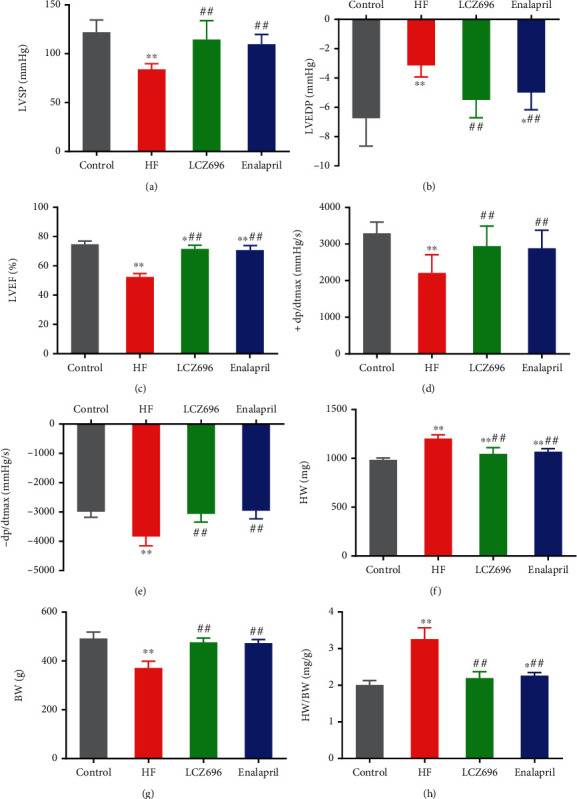 150
100
50
0
LVSP (mmHg)
**
##
##
Control HF LCZ696 Enalapril
(a)
Control HF LCZ696 Enalapril
0
−2
−4
−6
−8
−10
LVEDP (mmHg)
**
##
*##
(b)
100
80
60
40
20
0
LVEF (%)
**
*##
**##
Control HF LCZ696 Enalapril
(c)
4000
3000
2000
1000
0
+ dp/dtmax (mmHg/s)
**
##
##
Control HF LCZ696 Enalapril
(d)
Control HF LCZ696 Enalapril
0
−1000
−2000
−3000
−4000
−5000
−dp/dtmax (mmHg/s)
**
##
##
(e)
1500
1000
500
0
HW (mg)
**
**##
**##
Control HF LCZ696 Enalapril
(f)
600
400
200
0
BW (g)
**
##
##
Control HF LCZ696 Enalapril
(g)
4
3
2
1
0
HW/BW (mg/g)
**
##
*##
Control HF LCZ696 Enalapril
(h)